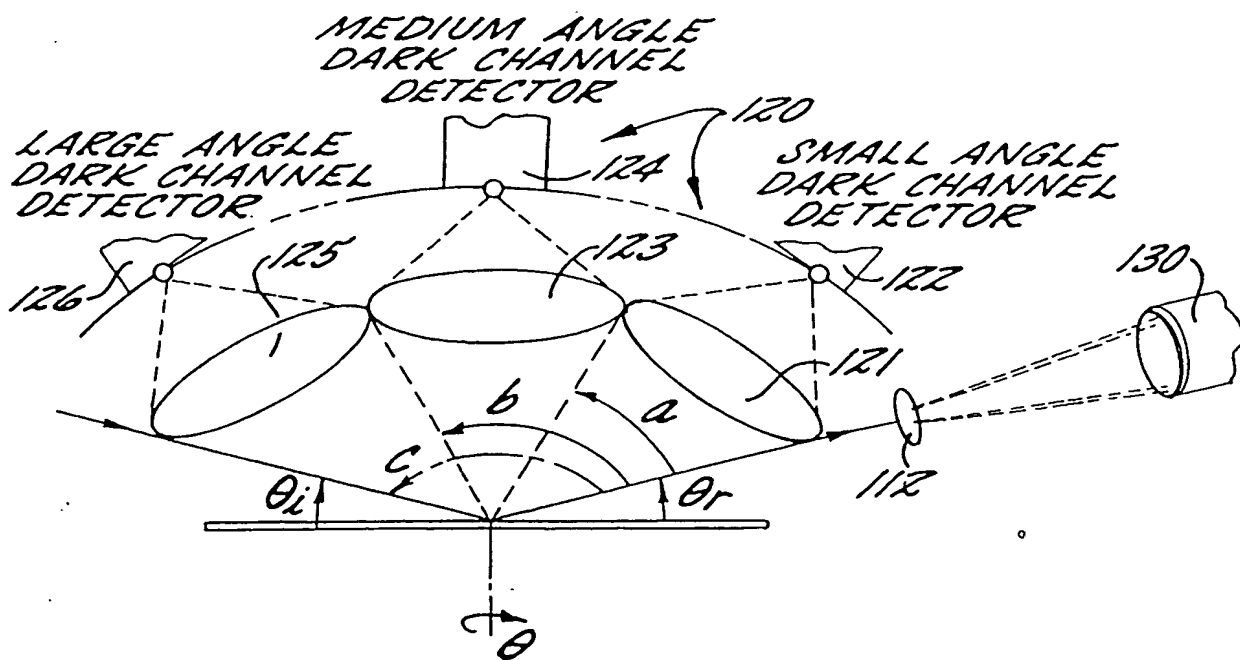 MEDIUM ANGLE
DARK CHANNEL
DETECTOR
120
LARGE ANGLE
DARK CHANNEL
DETECTOR
124
SMALL ANGLE
DARK CHANNEL
DETECTOR
125
123
126
122
130
121
b
a
c
112
θi
θr
θ